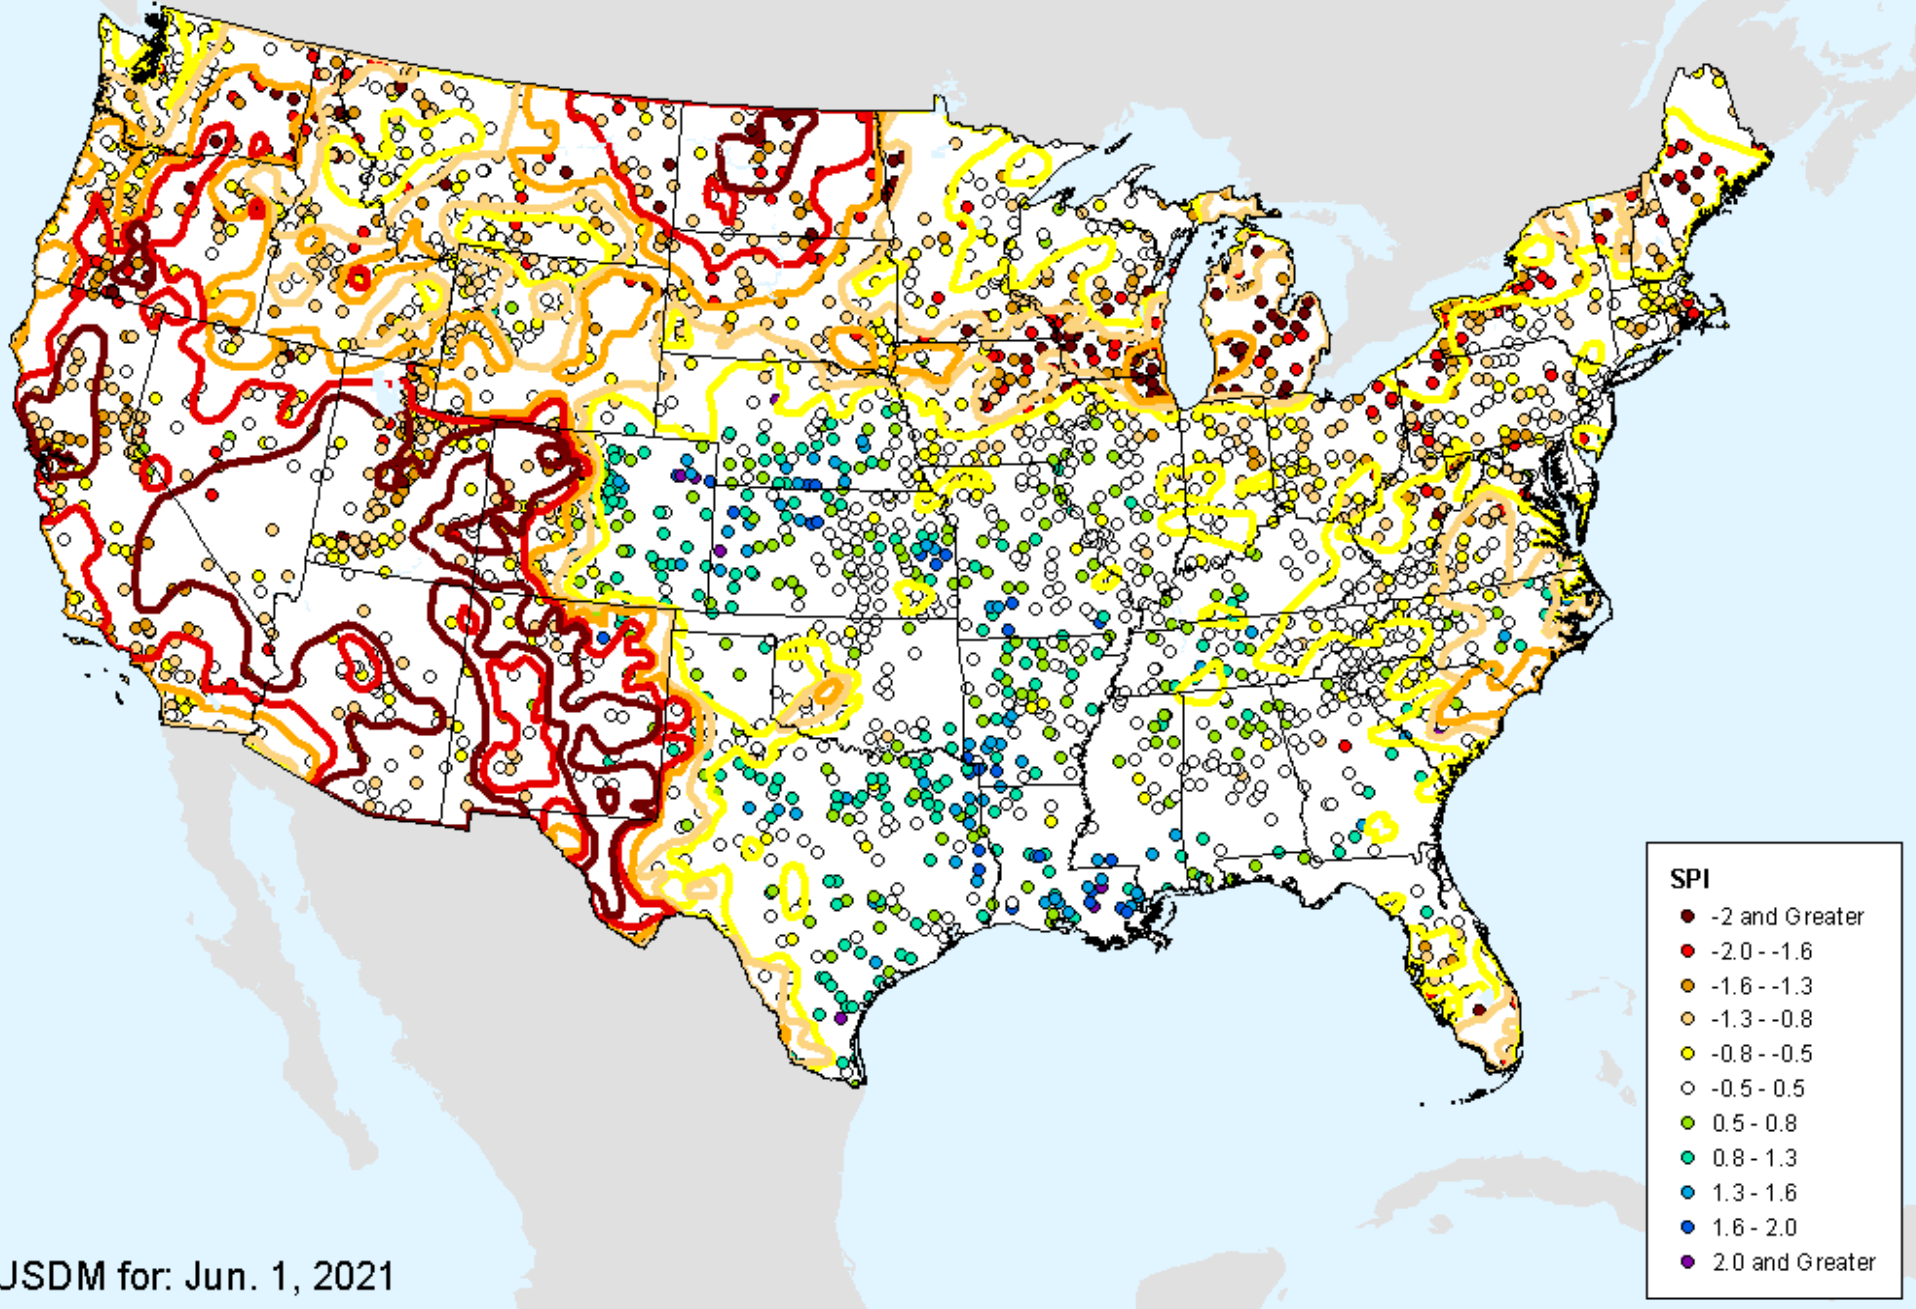 SPI
-2 and Greater
-2.0 - -1.6
-1.6 - -1.3
-1.3 - -0.8
-0.8 - -0.5
-0.5 - 0.5
0.5 - 0.8
0.8 - 1.3
1.3 - 1.6
1.6 - 2.0
2.0 and Greater
USDM for: Jun. 1, 2021